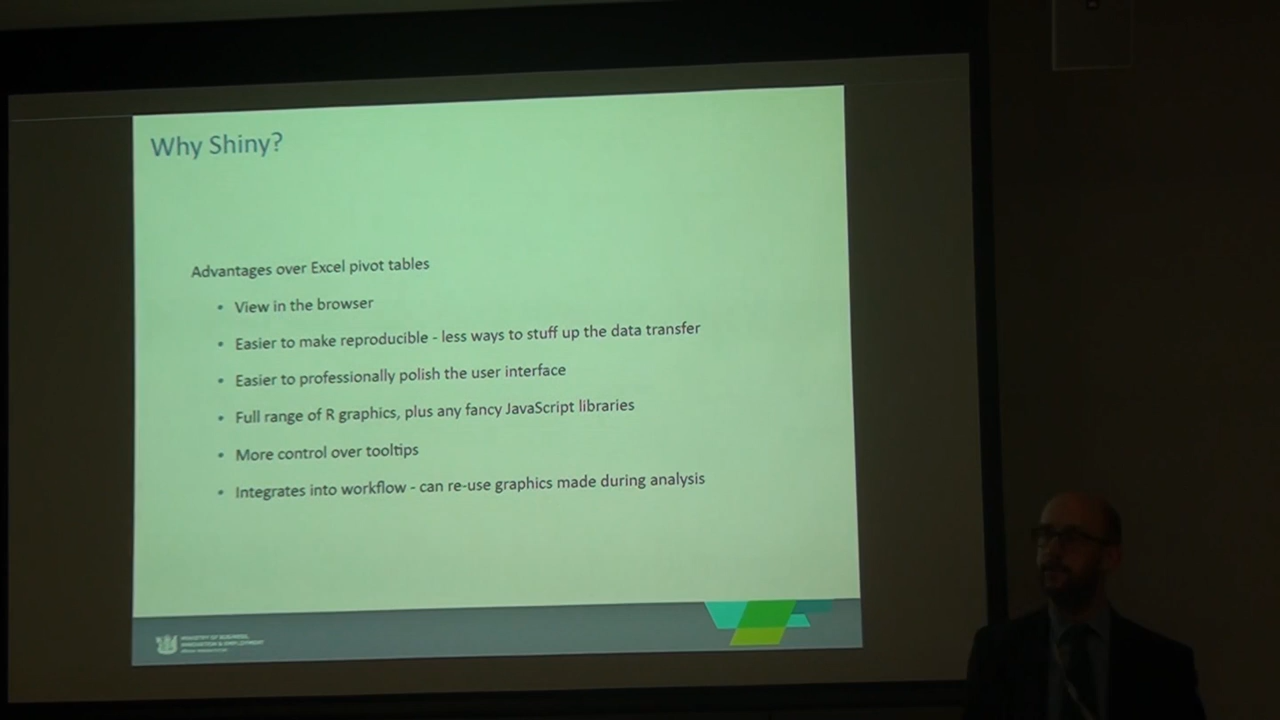 Why Shiny?
Advantages over Excel pivot tables
• View in the browser
• Easier to make reproducible - less ways to stuff up the data transfer
• Easier to professionally polish the user interface
• Full range of R graphics, plus any fancy JavaScript libraries
• More control over tooltips
• Integrates into workflow - can re-use graphics made during analysis
MINISTRY OF BUSINESS,
INNOVATION & EMPLOYMENT